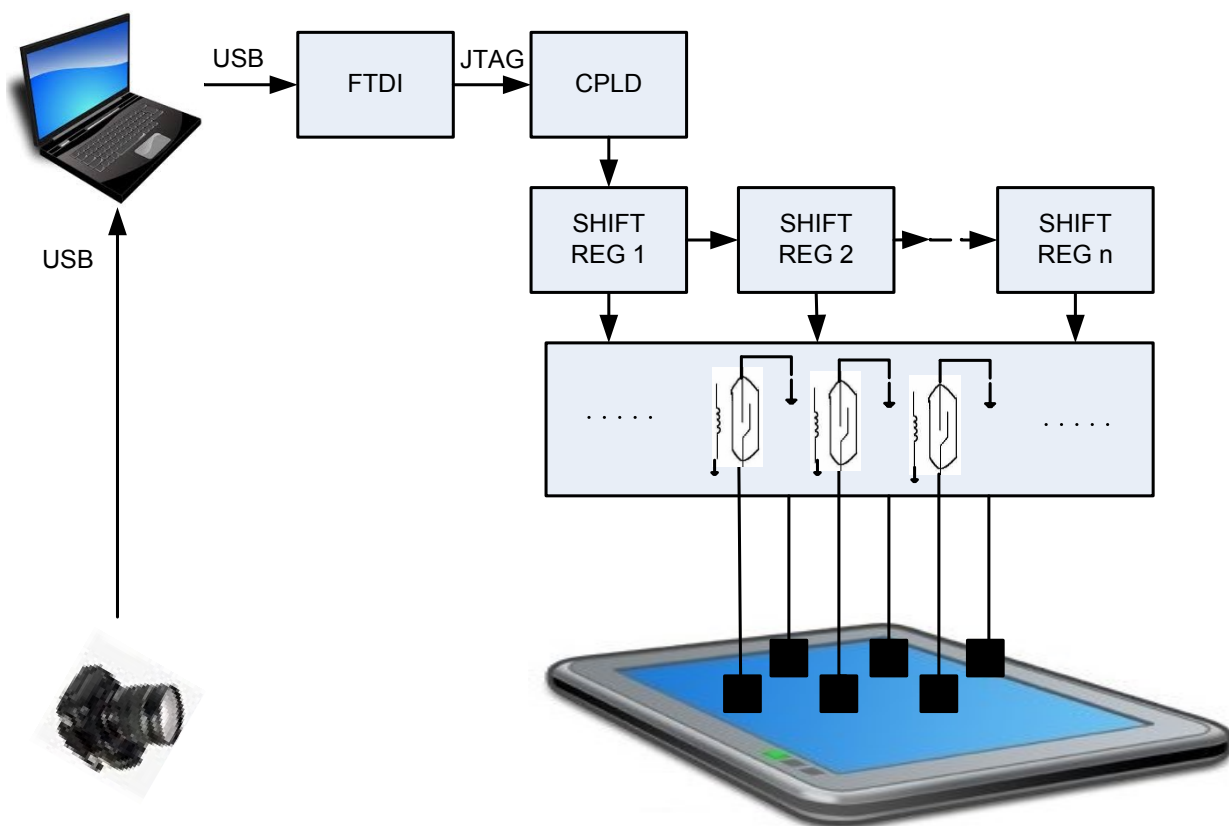 USB
FTDI
JTAG
CPLD
SHIFT
REG 1
SHIFT
REG 2
SHIFT
REG n
USB
. . . . .
. . . . .